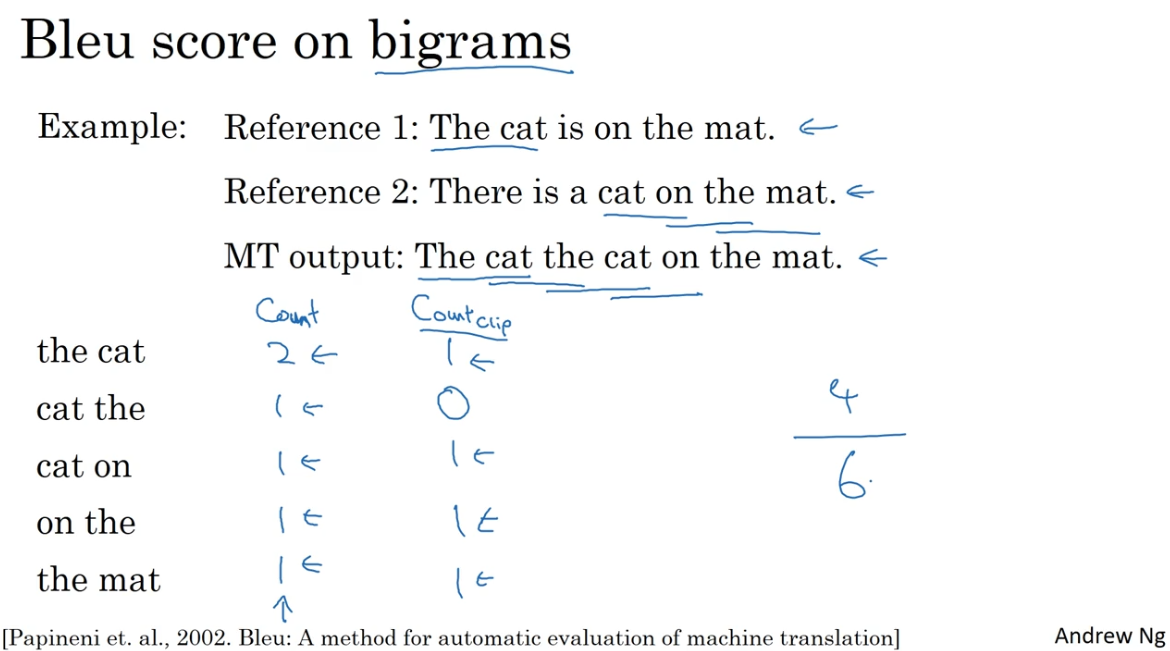 Bleu score on bigrams
Example: Reference 1: The cat is on the mat. ←
Reference 2: There is a cat on the mat. ←
MT output: The cat the cat on the mat. ←
Count Count clip
the cat 2 ← 1 ←
cat the 1 ← 0
cat on 1 ← 1 ←
on the 1 ← 1 ←
the mat 1 ← 1 ←
↑
4
6
[Papineni et. al., 2002. Bleu: A method for automatic evaluation of machine translation]
Andrew Ng